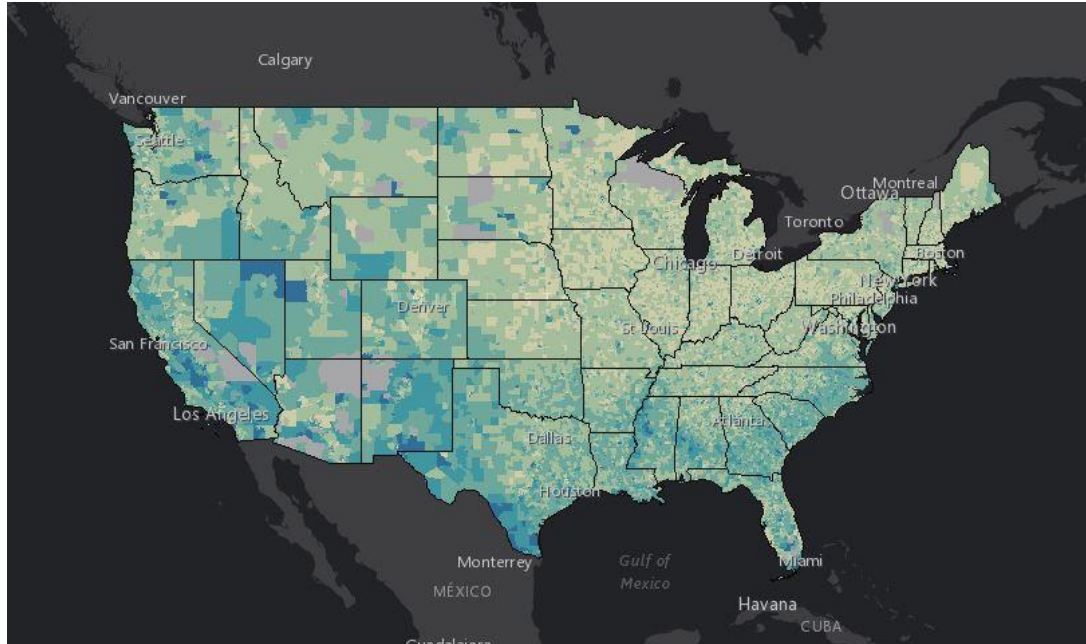 Calgary
Vancouver
Seattle
Ottawa
Montreal
Toronto
Boston
Detroit
Chicago
New York
Philadelphia
Denver
St Louis
Washington
San Francisco
Los Angeles
Atlanta
Dallas
Houston
Monterrey
Gulf of
Mexico
Miami
MÉXICO
Havana
CUBA
Guadalajara